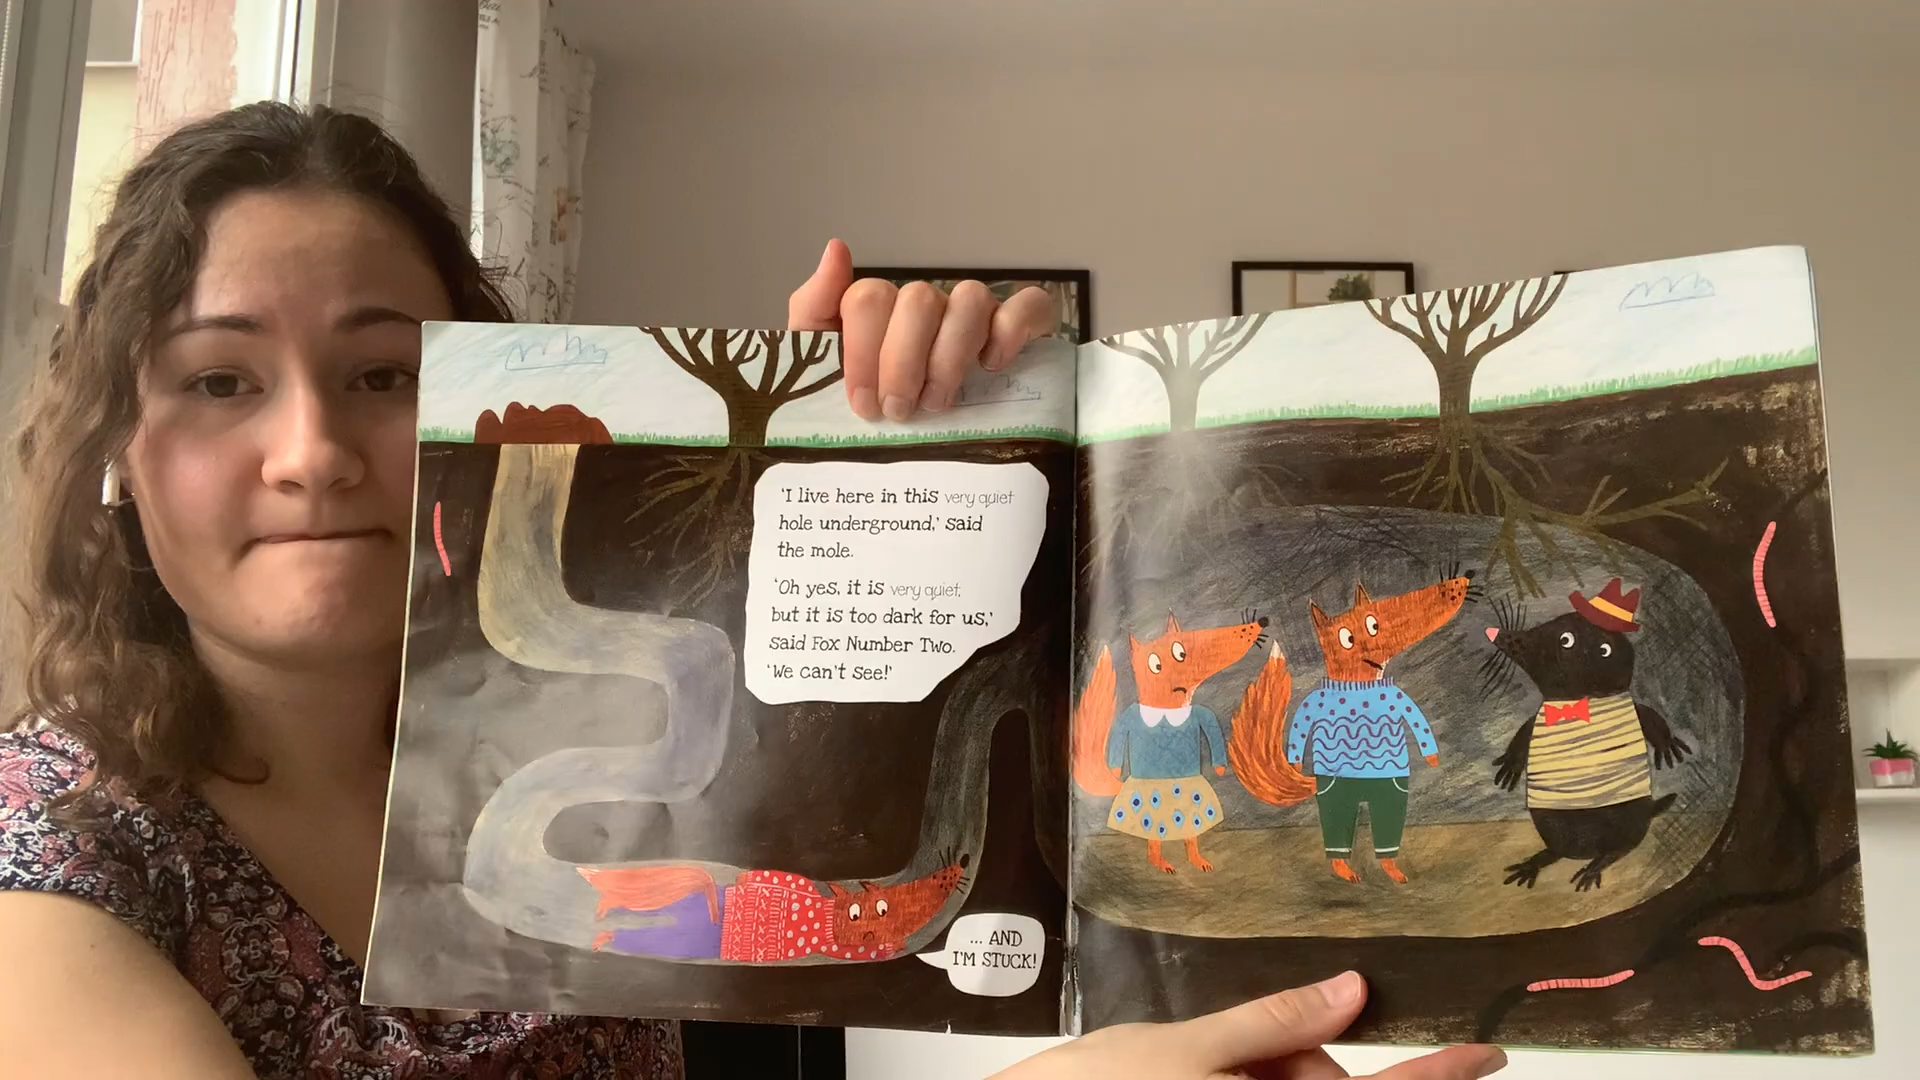 'I live here in this very quiet
hole underground,' said
the mole.
'Oh yes, it is very quiet,
but it is too dark for us,'
said Fox Number Two.
'We can't see!'
... AND
I'M STUCK!